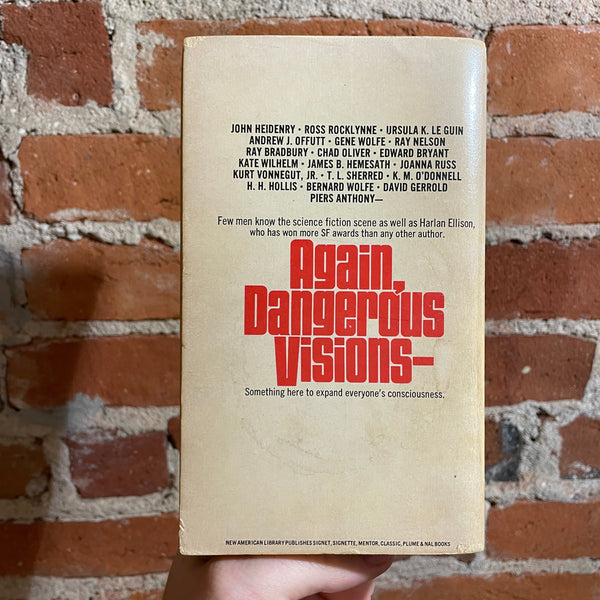 JOHN HEIDENRY • ROSS ROCKLYNNE • URSULA K. LE GUIN
ANDREW J. OFFUTT • GENE WOLFE • RAY NELSON
RAY BRADBURY • CHAD OLIVER • EDWARD BRYANT
KATE WILHELM • JAMES B. HEMESATH • JOANNA RUSS
KURT VONNEGUT, JR. • T. L. SHERRED • K. M. O'DONNELL
H. H. HOLLIS • BERNARD WOLFE • DAVID GERROLD
PIERS ANTHONY—
Few men know the science fiction scene as well as Harlan Ellison,
who has won more SF awards than any other author.
Again,
Dangerous
Visions—
Something here to expand everyone's consciousness.
NEW AMERICAN LIBRARY PUBLISHES SIGNET, SIGNETTE, MENTOR, CLASSIC, PLUME & NAL BOOKS